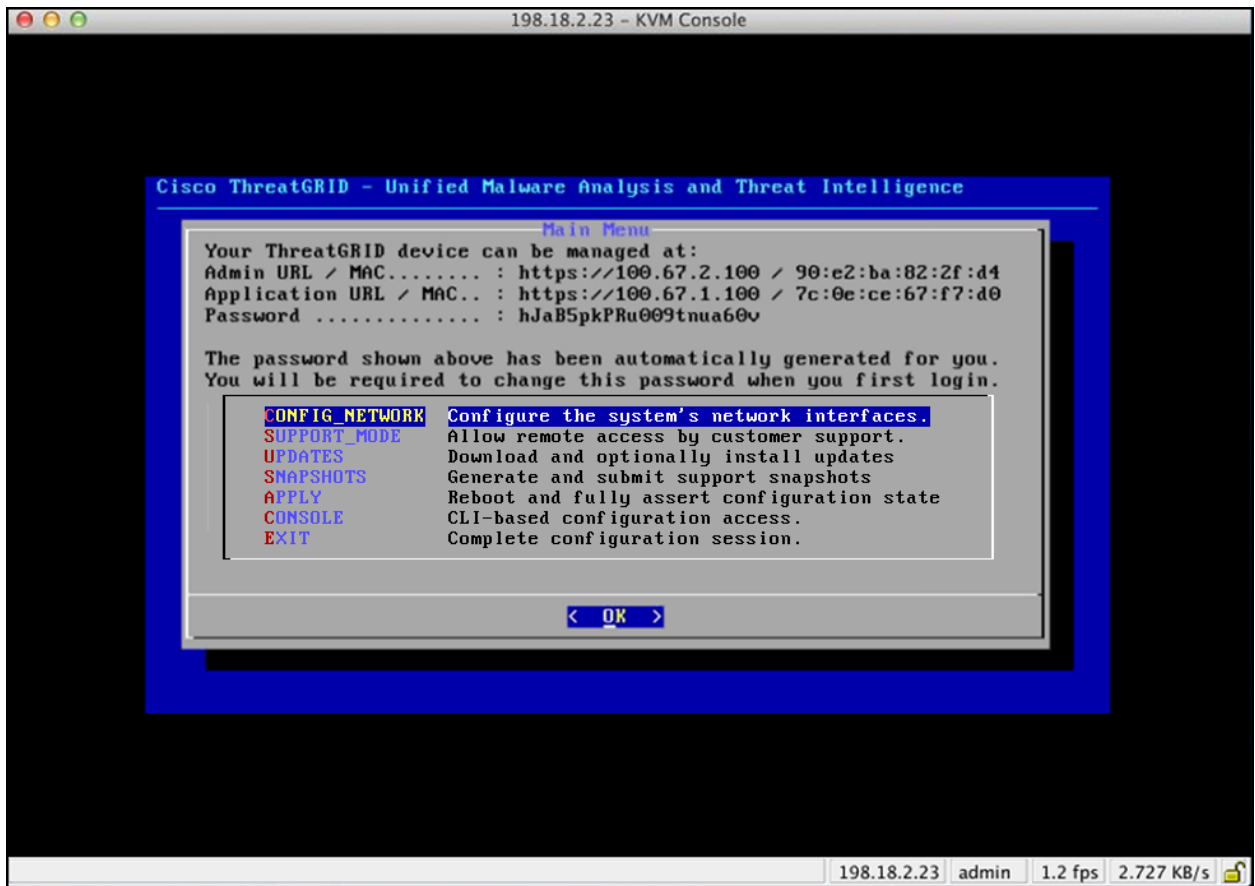 198.18.2.23 – KVM Console
Cisco ThreatGRID - Unified Malware Analysis and Threat Intelligence
Main Menu
Your ThreatGRID device can be managed at:
Admin URL / MAC........ : https://100.67.2.100 / 90:e2:ba:82:2f:d4
Application URL / MAC.. : https://100.67.1.100 / 7c:0e:ce:67:f7:d0
Password .............. : hJaB5pkPRu009tnua60v
The password shown above has been automatically generated for you.
You will be required to change this password when you first login.
CONFIG_NETWORK Configure the system's network interfaces.
SUPPORT_MODE Allow remote access by customer support.
UPDATES Download and optionally install updates
SNAPSHOTS Generate and submit support snapshots
APPLY Reboot and fully assert configuration state
CONSOLE CLI-based configuration access.
EXIT Complete configuration session.
< OK >
198.18.2.23 admin 1.2 fps 2.727 KB/s